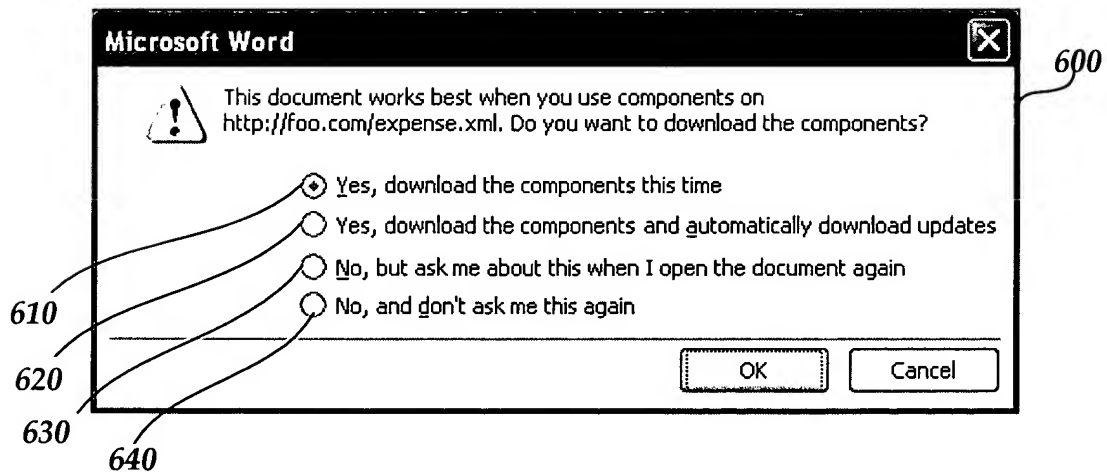 Microsoft Word
600
This document works best when you use components on
http://foo.com/expense.xml. Do you want to download the components?
Yes, download the components this time
Yes, download the components and automatically download updates
No, but ask me about this when I open the document again
610
No, and don't ask me this again
620
OK
Cancel
630
640